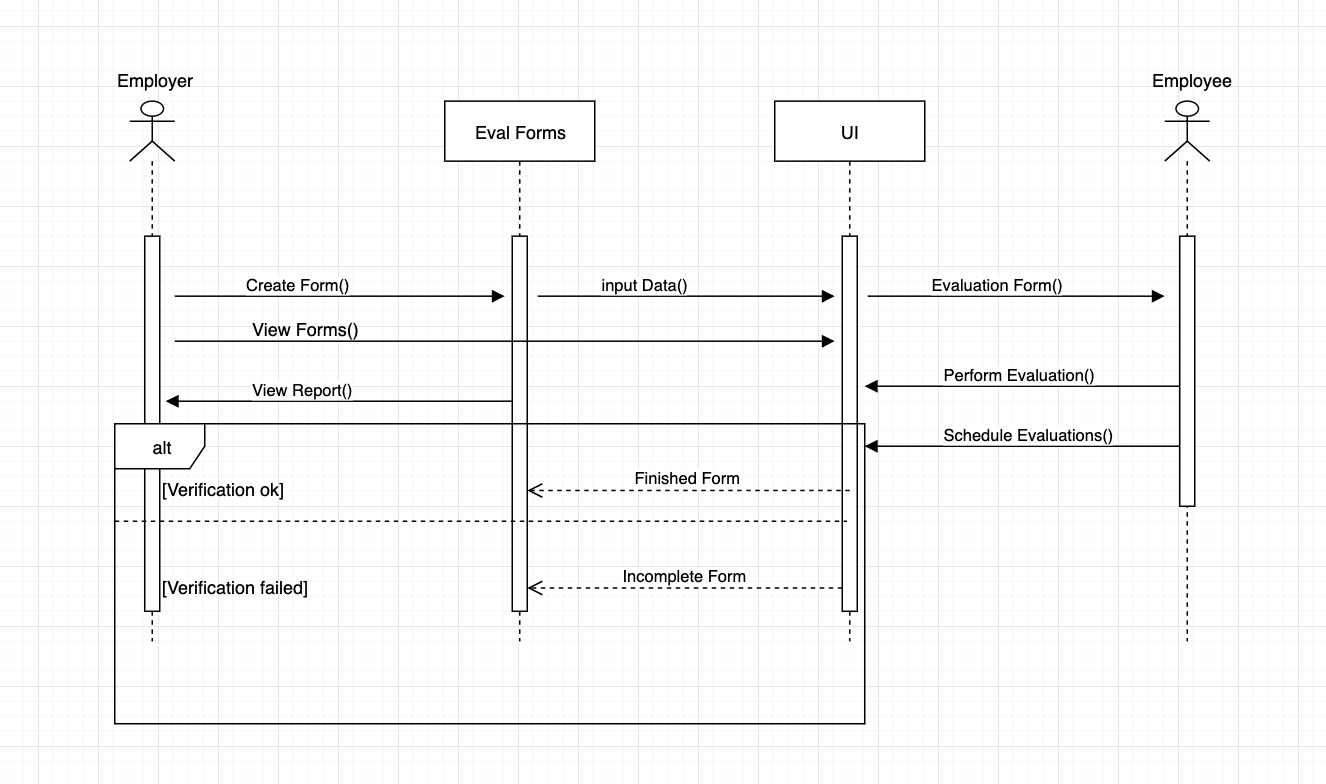 Employer
Employee
Eval Forms
UI
Create Form()
input Data()
Evaluation Form()
View Forms()
Perform Evaluation()
View Report()
Schedule Evaluations()
alt
Finished Form
[Verification ok]
Incomplete Form
[Verification failed]